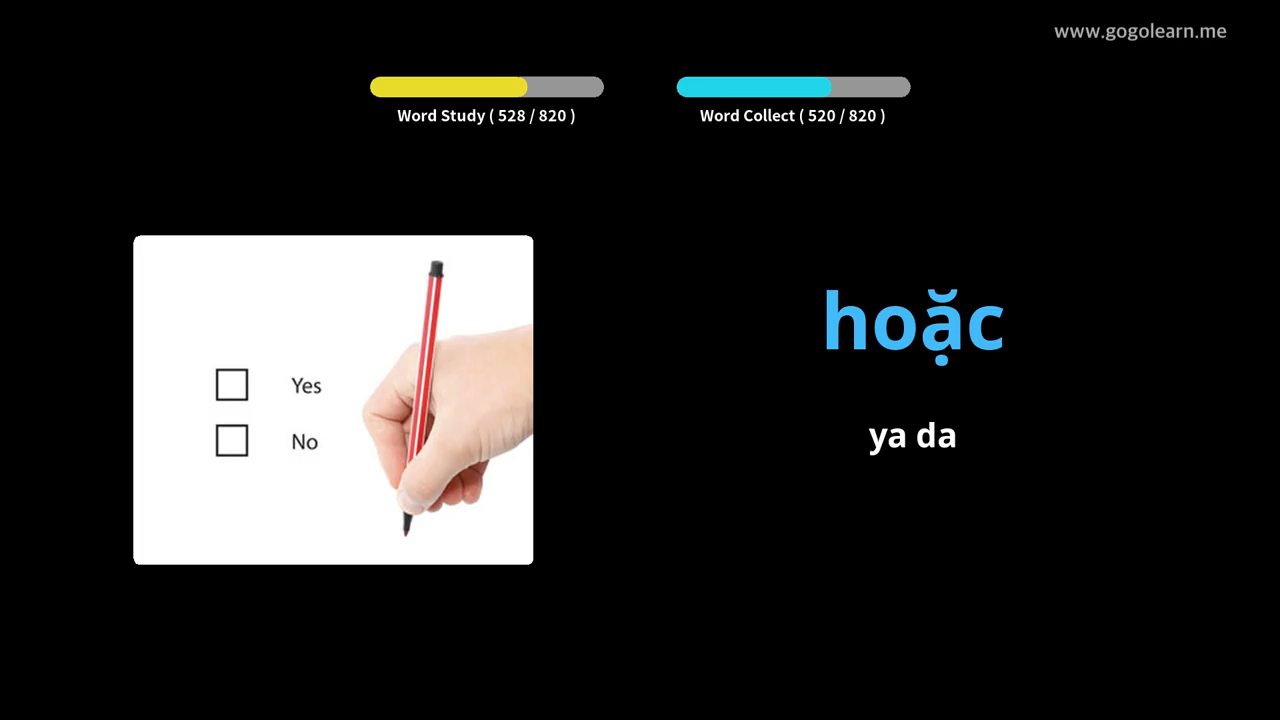 www.gogolearn.me
Word Study ( 528 / 820 )
Word Collect ( 520 / 820 )
Yes
No
hoặc
ya da